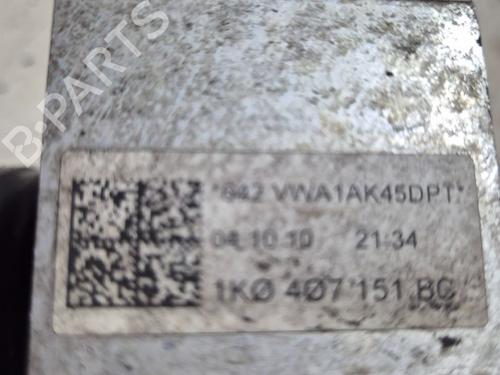 B-PARTS
*642 VWA1AK45DPT*
04.10.10 21:34
1KØ 4Ø7 151 BC